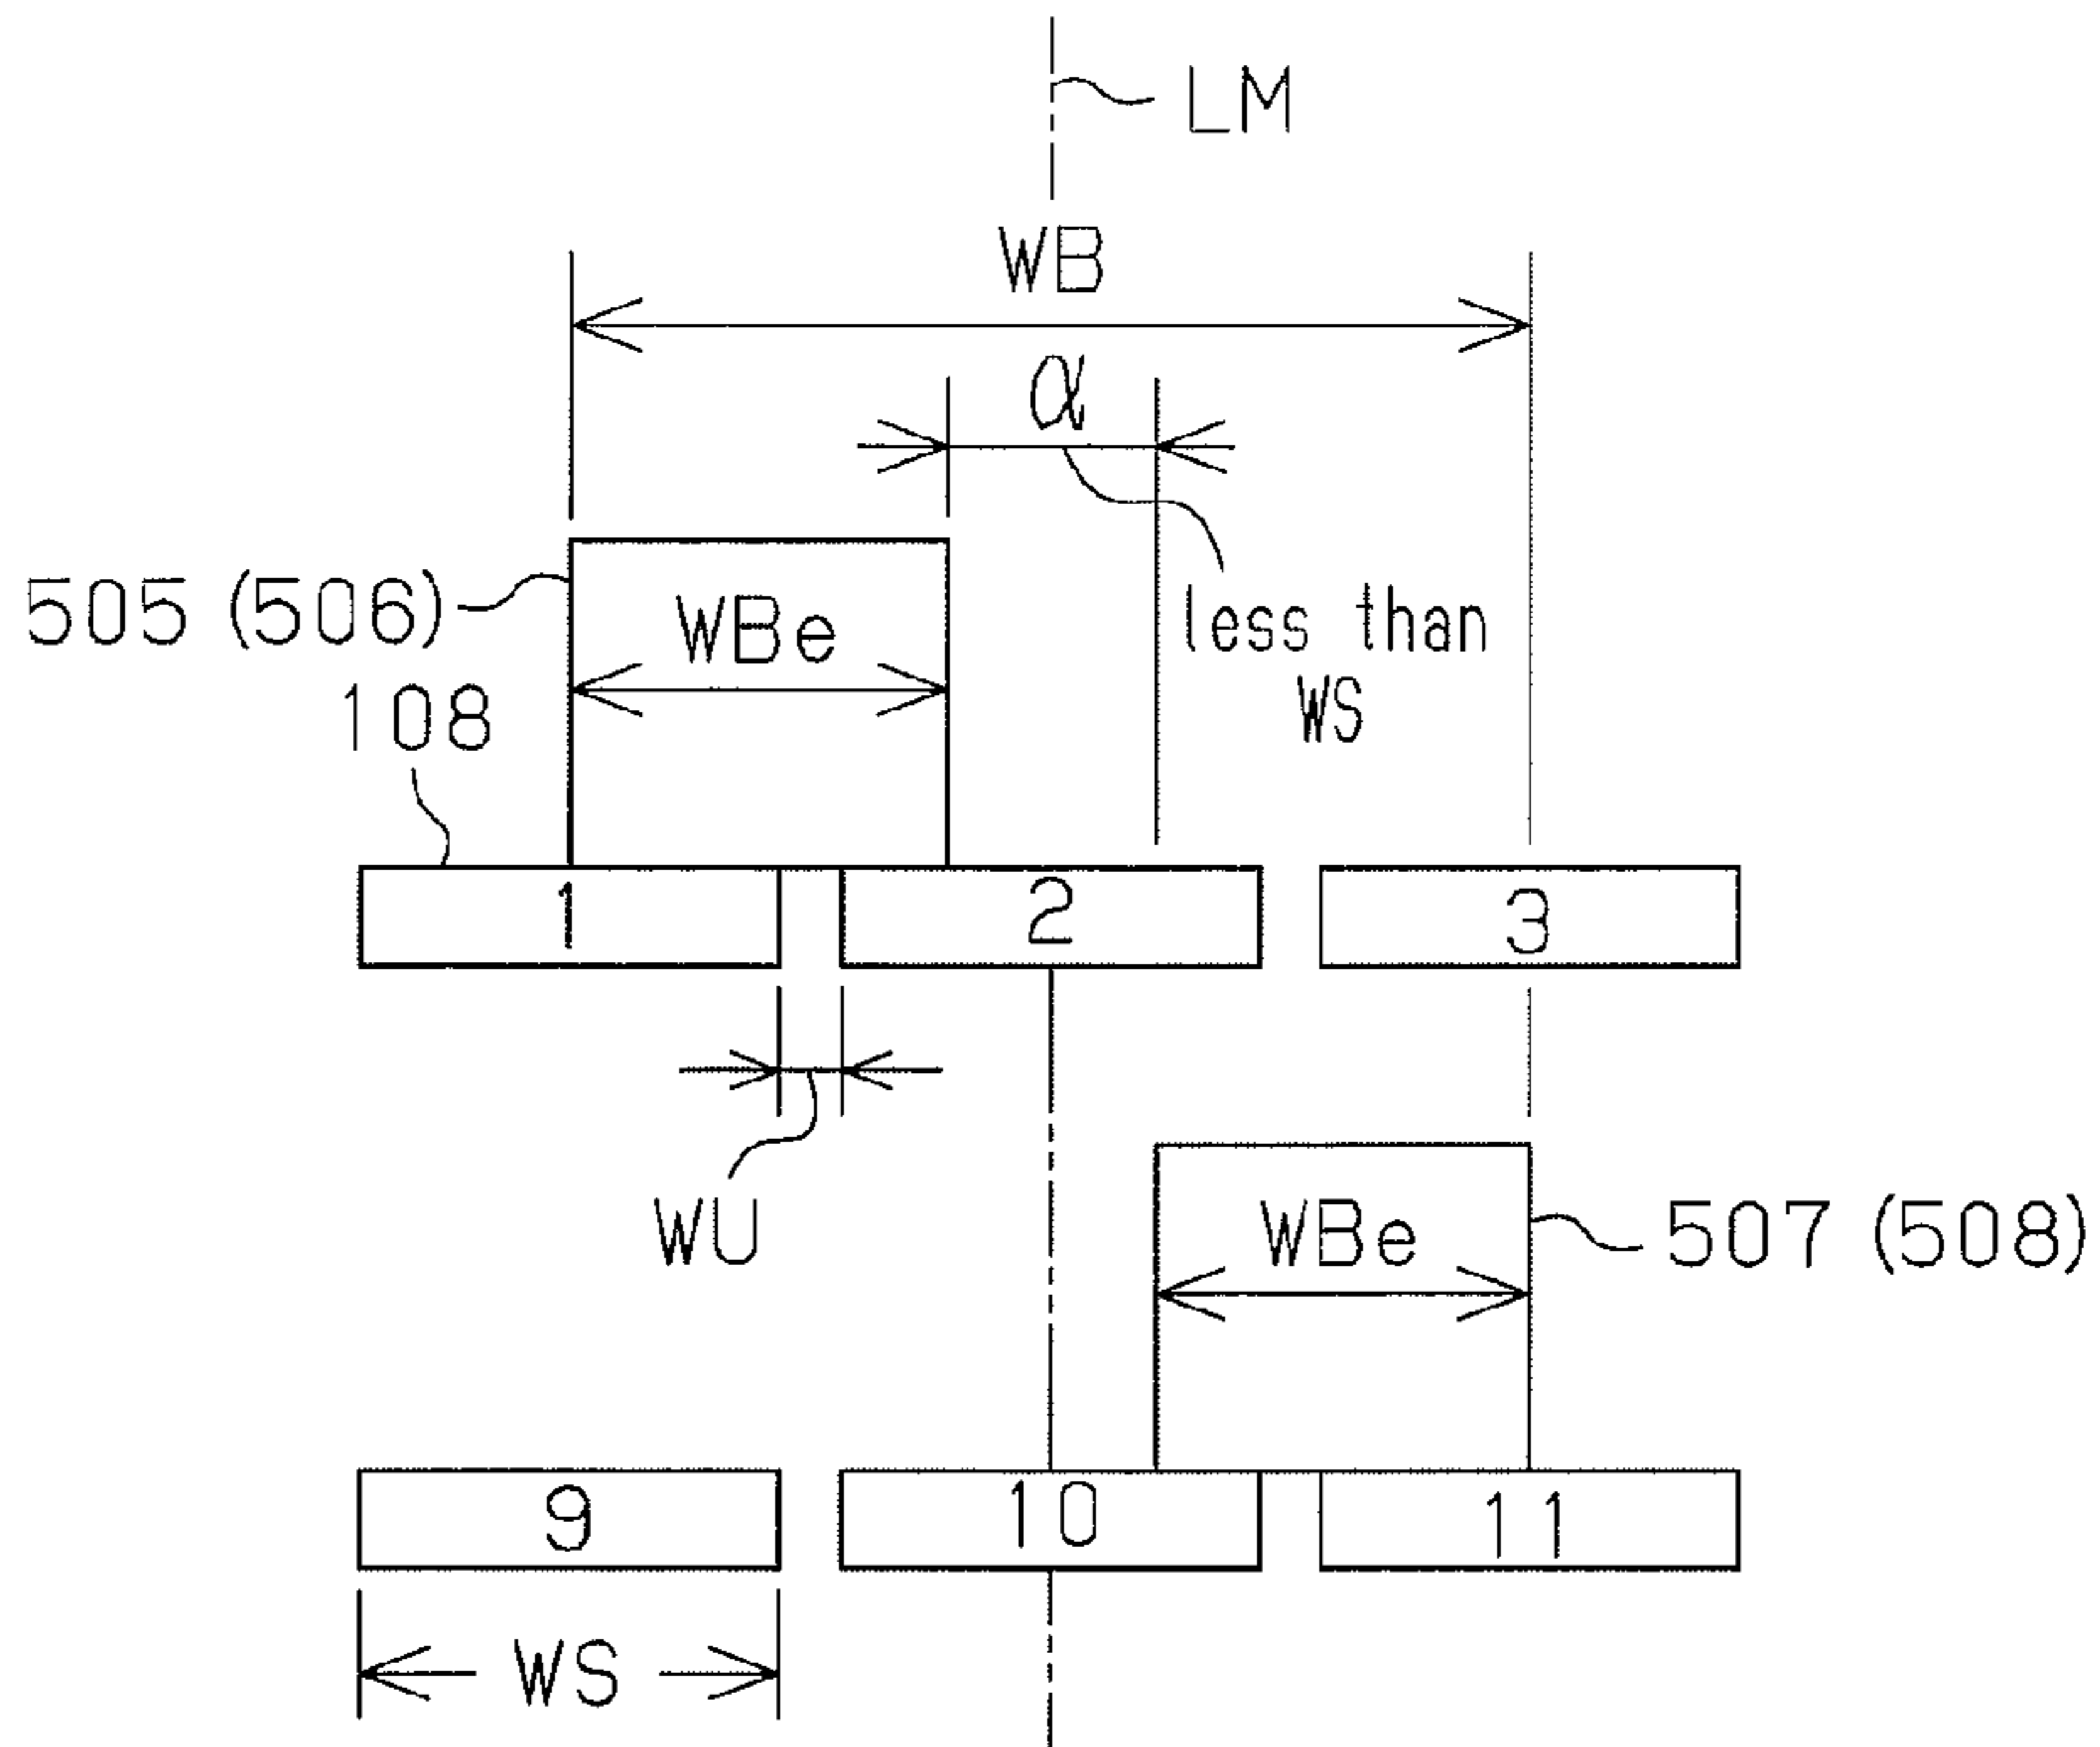 LM
WB
α
505 (506)
WBe
less than
WS
108
1
2
3
WU
WBe
507 (508)
9
10
11
WS